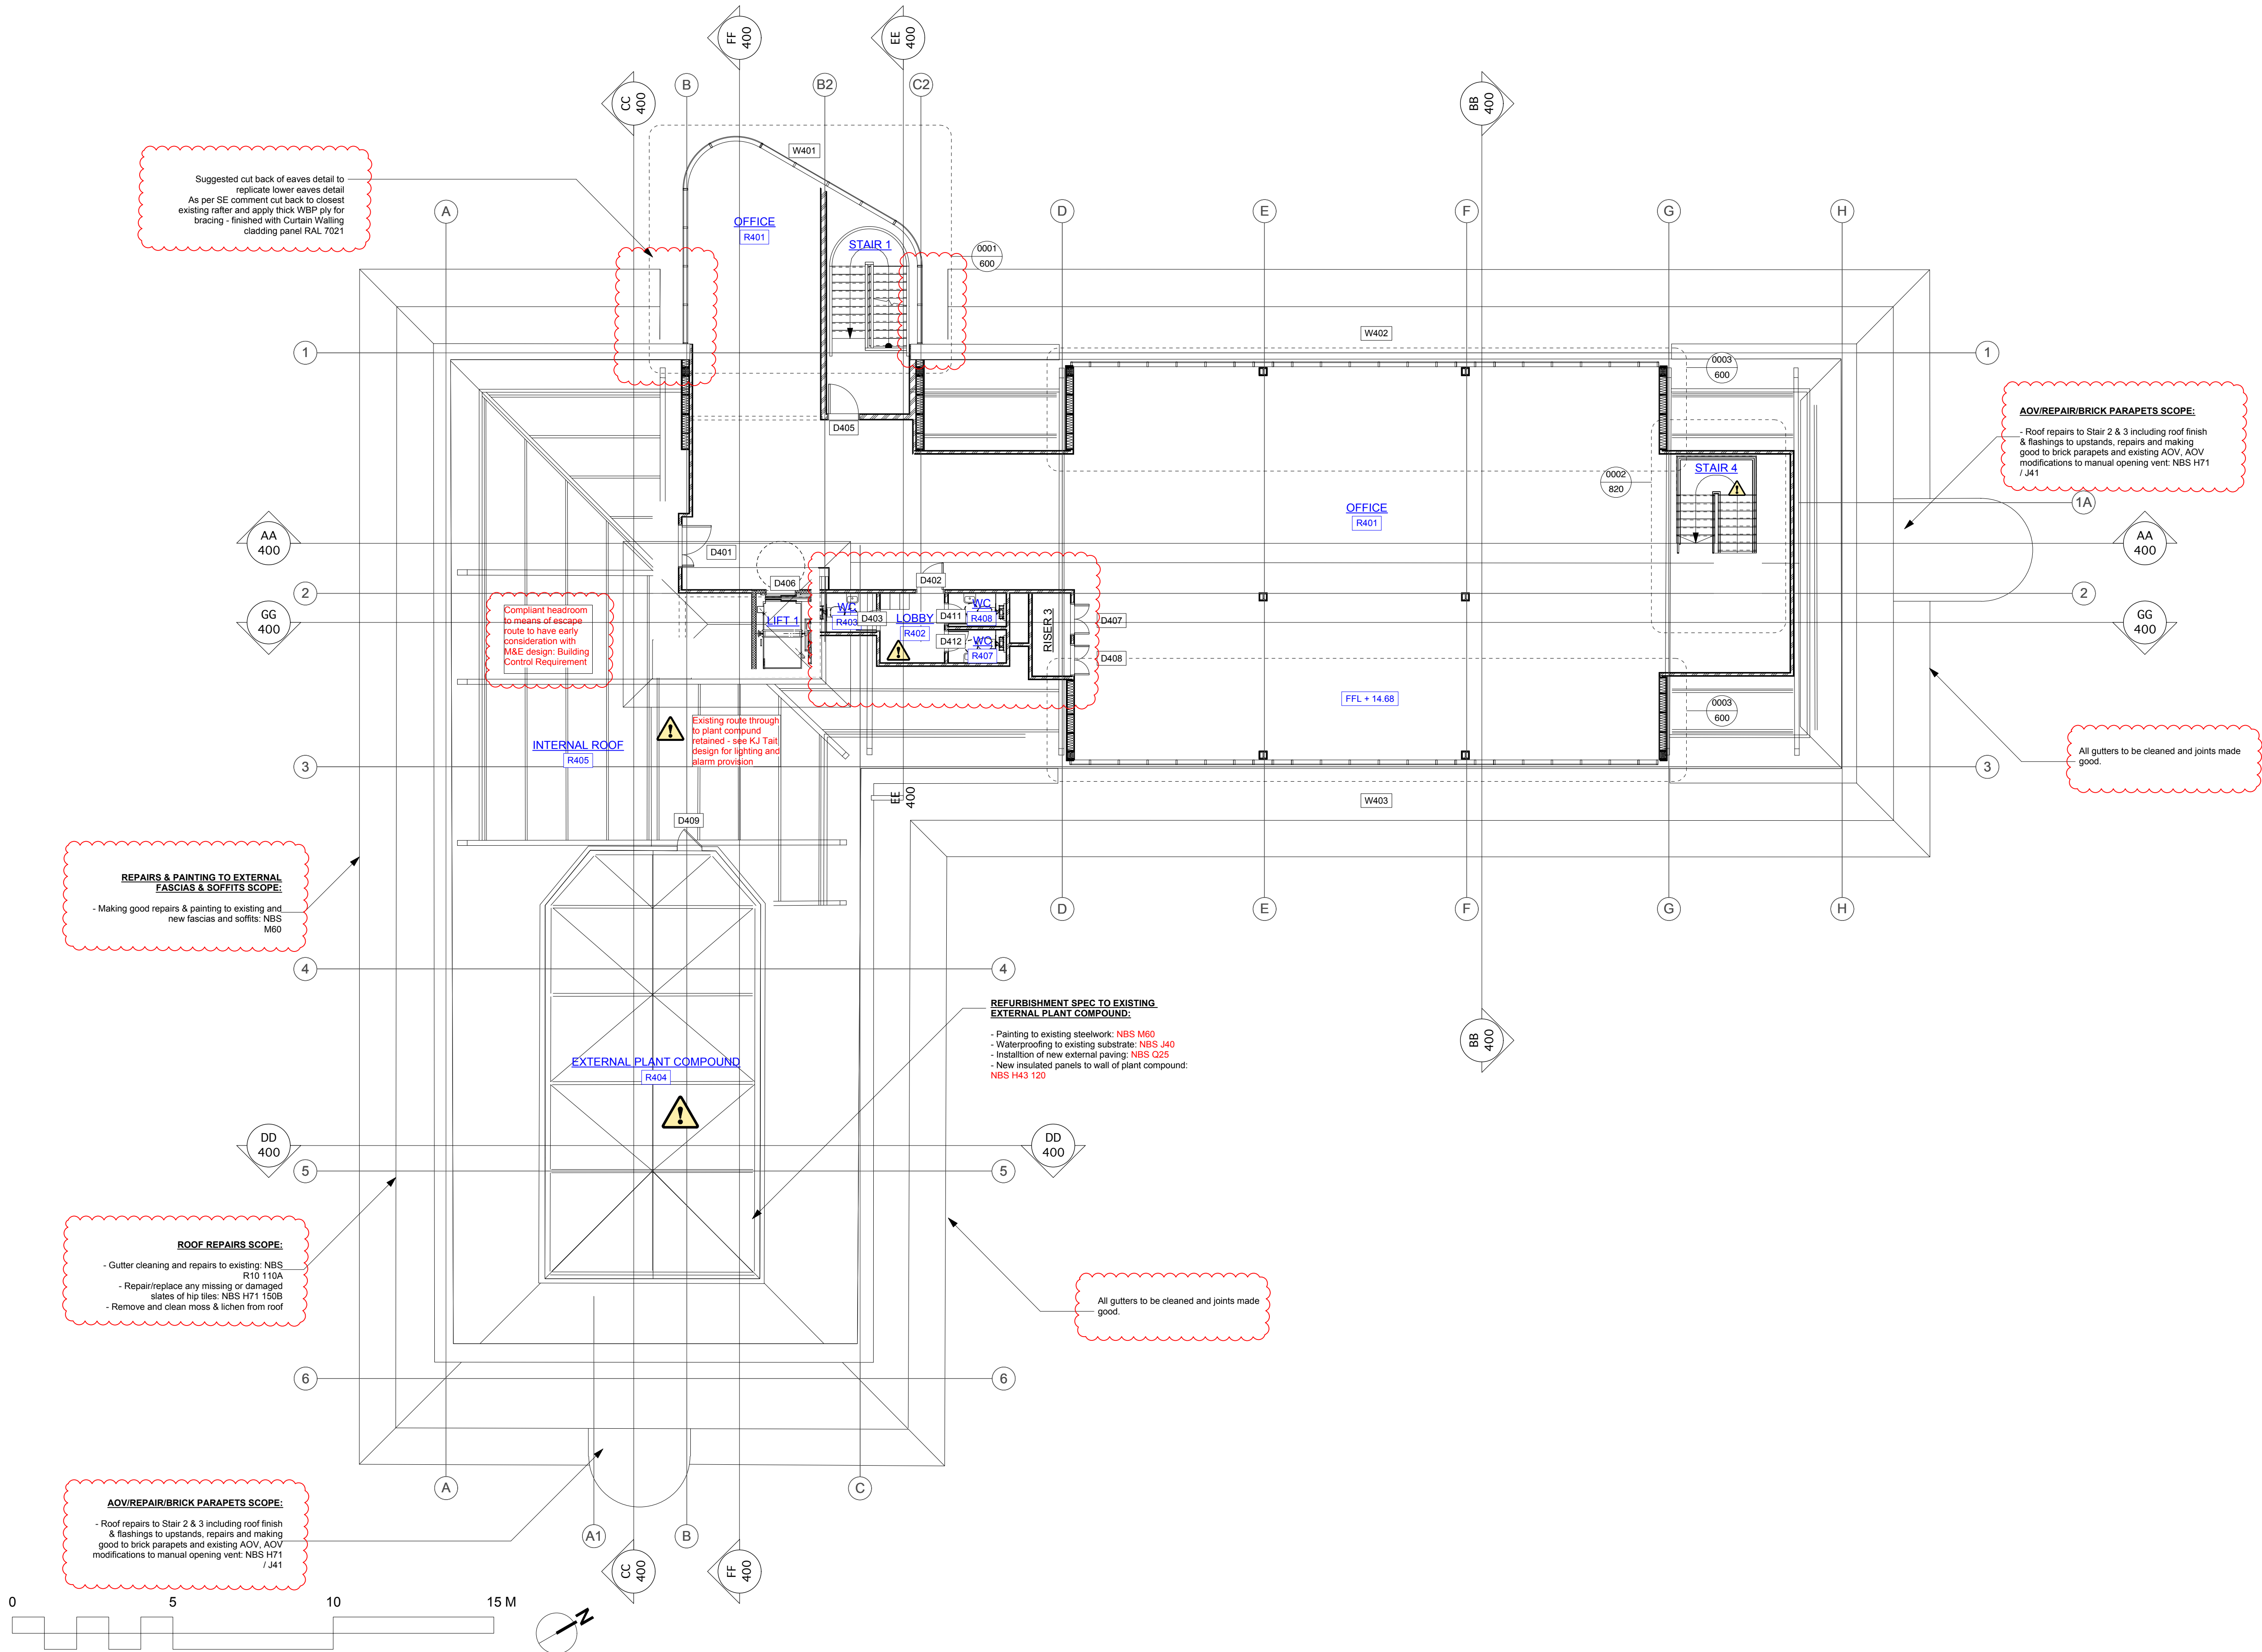 FF
400
EE
400
CC
400
B
B2
C2
BB
400
W401
Suggested cut back of eaves detail to
replicate lower eaves detail
As per SE comment cut back to closest
existing rafter and apply thick WBP ply for
bracing - finished with Curtain Walling
cladding panel RAL 7021
A
D
E
F
G
H
OFFICE
R401
STAIR 1
0001
600
W402
1
1
0003
600
AOV/REPAIR/BRICK PARAPETS SCOPE:
- Roof repairs to Stair 2 & 3 including roof finish
& flashings to upstands, repairs and making
good to brick parapets and existing AOV, AOV
modifications to manual opening vent: NBS H71
/ J41
D405
STAIR 4
0002
820
OFFICE
R401
1A
AA
400
AA
400
D401
D406
D402
2
2
Compliant headroom
to means of escape
route to have early
consideration with
M&E design: Building
Control Requirement
LIFT 1
WC
R403
D403
LOBBY
R402
D411
WC
R408
D412
WC
R407
RISER 3
D407
D408
GG
400
GG
400
FFL + 14.68
0003
600
Existing route through
to plant compund
retained - see KJ Tait
design for lighting and
alarm provision
INTERNAL ROOF
R405
All gutters to be cleaned and joints made
good.
3
3
EE
400
W403
D409
REPAIRS & PAINTING TO EXTERNAL
FASCIAS & SOFFITS SCOPE:
- Making good repairs & painting to existing and
new fascias and soffits: NBS
M60
D
E
F
G
H
4
4
REFURBISHMENT SPEC TO EXISTING
EXTERNAL PLANT COMPOUND:
- Painting to existing steelwork: NBS M60
- Waterproofing to existing substrate: NBS J40
- Installtion of new external paving: NBS Q25
- New insulated panels to wall of plant compound:
NBS H43 120
BB
400
EXTERNAL PLANT COMPOUND
R404
DD
400
DD
400
5
5
ROOF REPAIRS SCOPE:
- Gutter cleaning and repairs to existing: NBS
R10 110A
- Repair/replace any missing or damaged
slates of hip tiles: NBS H71 150B
- Remove and clean moss & lichen from roof
All gutters to be cleaned and joints made
good.
6
6
A
C
AOV/REPAIR/BRICK PARAPETS SCOPE:
- Roof repairs to Stair 2 & 3 including roof finish
& flashings to upstands, repairs and making
good to brick parapets and existing AOV, AOV
modifications to manual opening vent: NBS H71
/ J41
A1
B
CC
400
FF
400
0 5 10 15 M
N